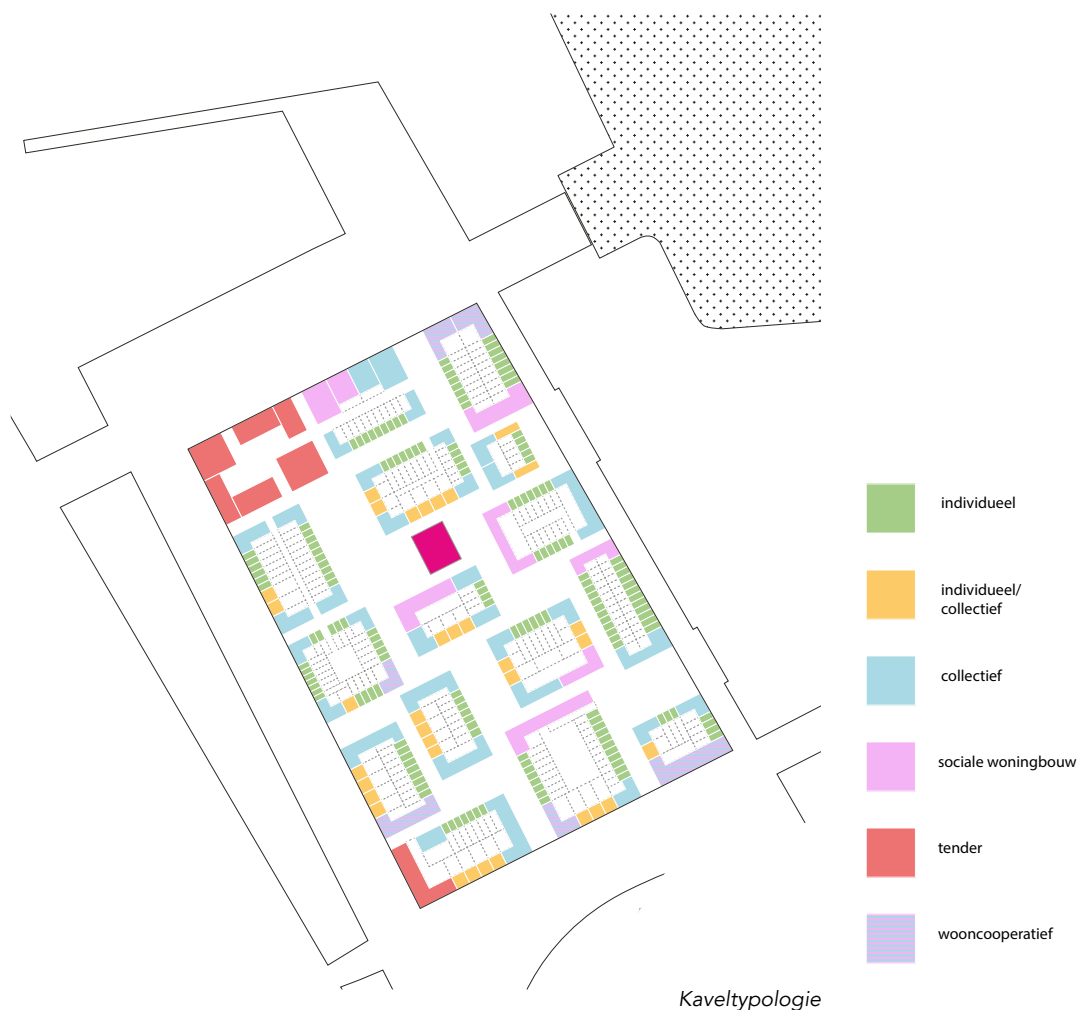 individueel
individueel/
collectief
collectief
sociale woningbouw
tender
wooncooperatief
Kaveltypologie